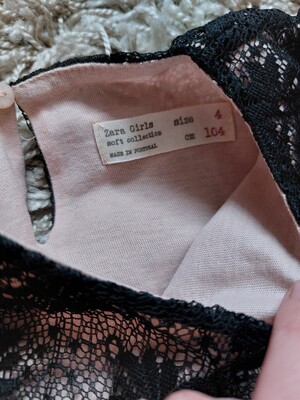 Zara Girls size 4
soft collection CM 104
MADE IN PORTUGAL